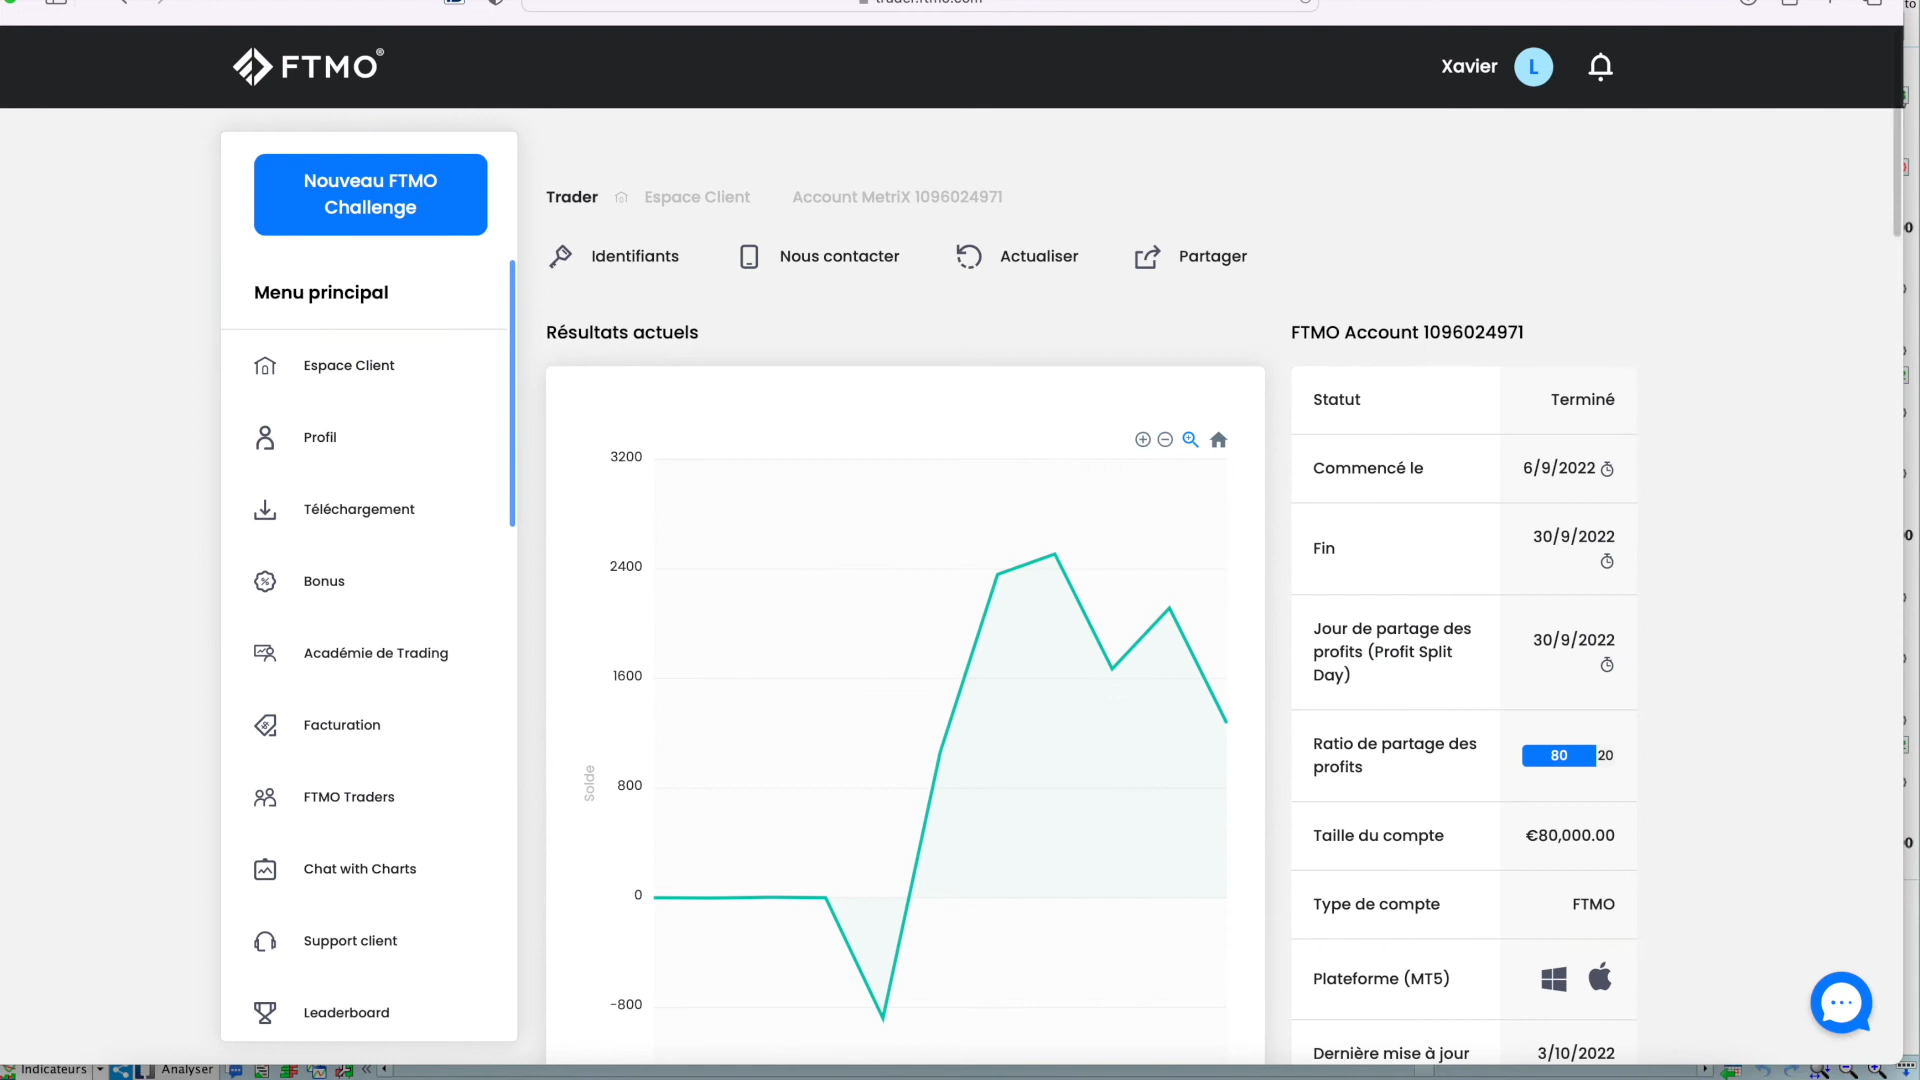 FTMO®
Xavier
L
Nouveau FTMO
Challenge
Menu principal
Espace Client
Profil
Téléchargement
Bonus
Académie de Trading
Facturation
FTMO Traders
Chat with Charts
Support client
Leaderboard
Trader Espace Client Account MetriX 1096024971
Identifiants Nous contacter Actualiser Partager
Résultats actuels
3200
2400
1600
800
0
-800
Solde
FTMO Account 1096024971
Statut Terminé
Commencé le 6/9/2022
Fin 30/9/2022
Jour de partage des
profits (Profit Split
Day) 30/9/2022
Ratio de partage des
profits 80 20
Taille du compte €80,000.00
Type de compte FTMO
Plateforme (MT5)
Dernière mise à jour 3/10/2022
Indicateurs Analyser